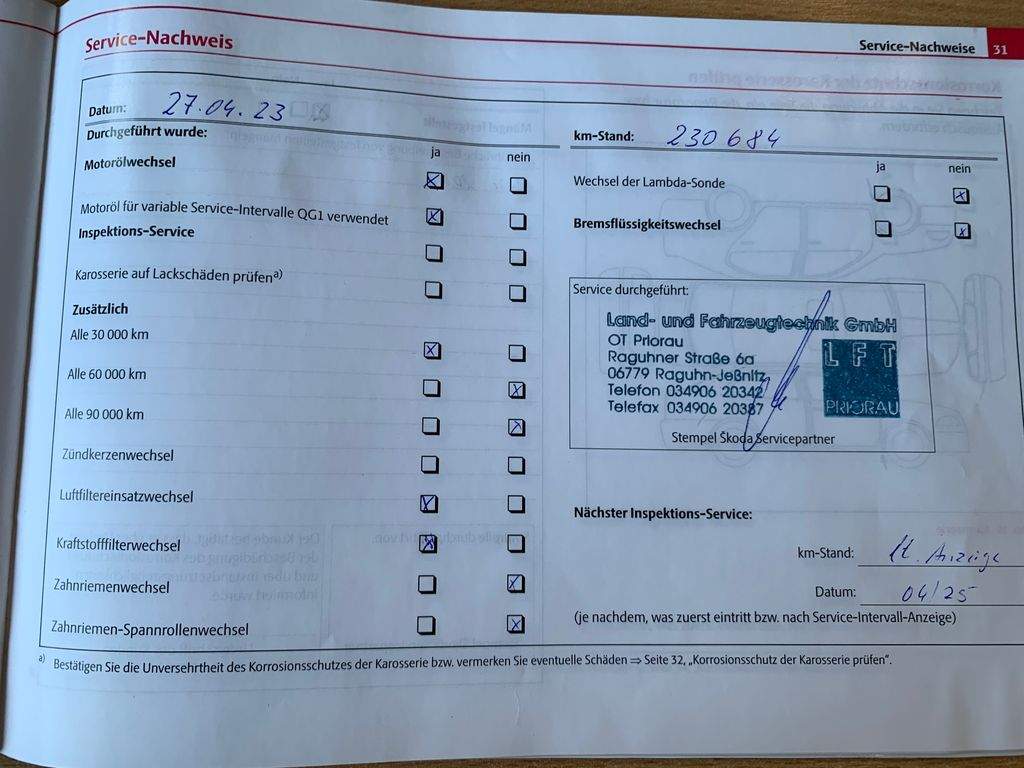 Service-Nachweis
Service-Nachweise 31
Datum: 27.04.23
Durchgeführt wurde:
ja nein
Motorölwechsel
Motoröl für variable Service-Intervalle QG1 verwendet
Inspektions-Service
Karosserie auf Lackschäden prüfen a)
Zusätzlich
Alle 30 000 km
Alle 60 000 km
Alle 90 000 km
Zündkerzenwechsel
Luftfiltereinsatzwechsel
Kraftstofffilterwechsel
Zahnriemenwechsel
Zahnriemen-Spannrollenwechsel
km-Stand: 230684
ja nein
Wechsel der Lambda-Sonde
Bremsflüssigkeitswechsel
Service durchgeführt:
Land- und Fahrzeugtechnik GmbH
OT Priorau
Raguhner Straße 6a
06779 Raguhn-Jeßnitz
Telefon 034906 20342
Telefax 034906 20387
LFT
PRIORAU
Stempel Škoda Servicepartner
Nächster Inspektions-Service:
km-Stand: lt. Anzeige
Datum: 04/25
(je nachdem, was zuerst eintritt bzw. nach Service-Intervall-Anzeige)
a) Bestätigen Sie die Unversehrtheit des Korrosionsschutzes der Karosserie bzw. vermerken Sie eventuelle Schäden ⇒ Seite 32, „Korrosionsschutz der Karosserie prüfen“.